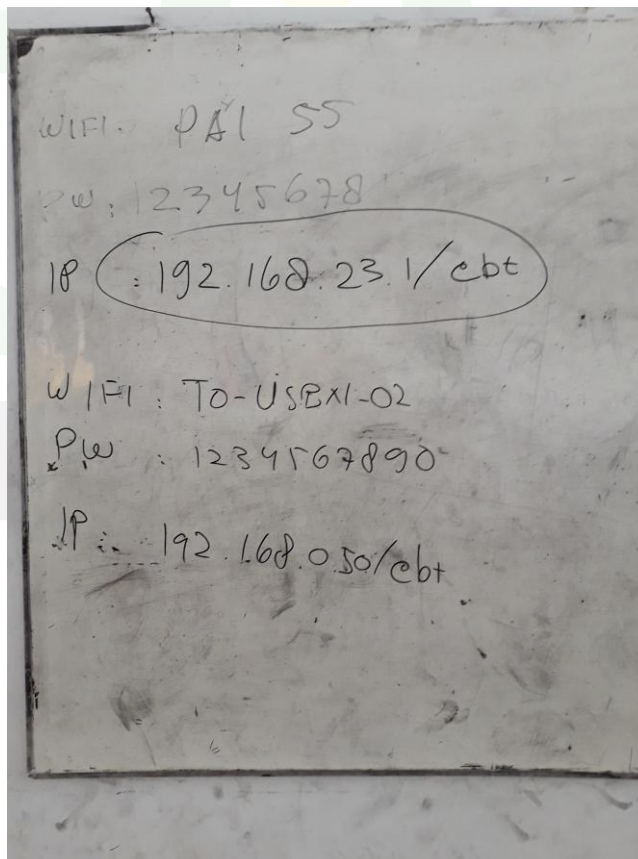 WIFI. PAI 55
PW: 12345678
IP : 192.168.23.1/cbt
WIFI : TO-USBXI-02
PW : 1234567890
IP : 192.168.0.50/cbt